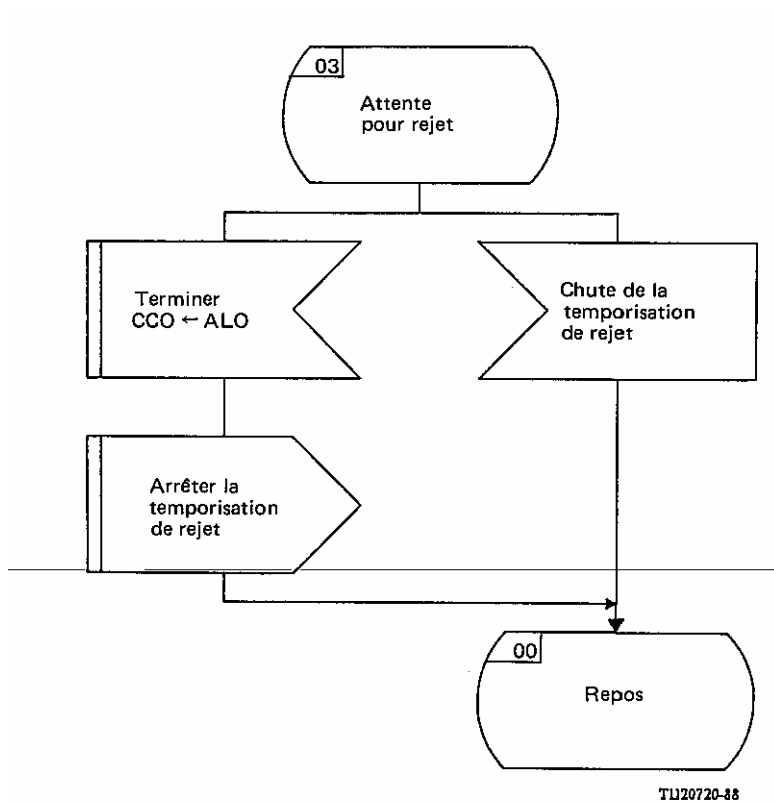 03
Attente
pour rejet
Terminer
CCO ← ALO
Chute de la
temporisation
de rejet
Arrêter la
temporisation
de rejet
00
Repos
T1120720-88